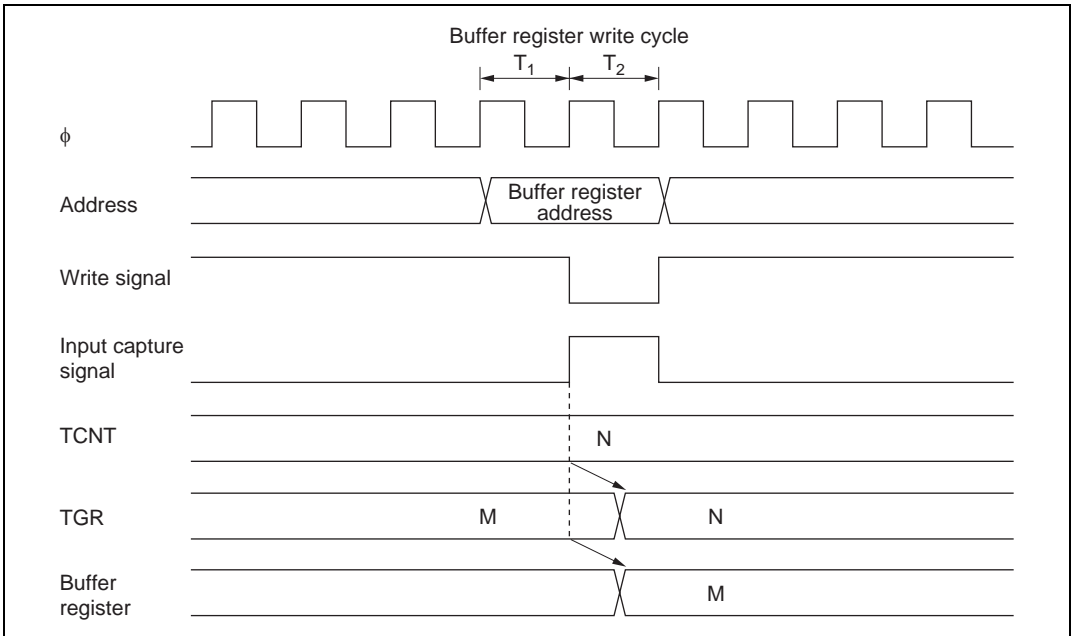 Buffer register write cycle
T₁ T₂
ϕ
Address
Buffer register
address
Write signal
Input capture
signal
TCNT
N
TGR
M
N
Buffer
register
M